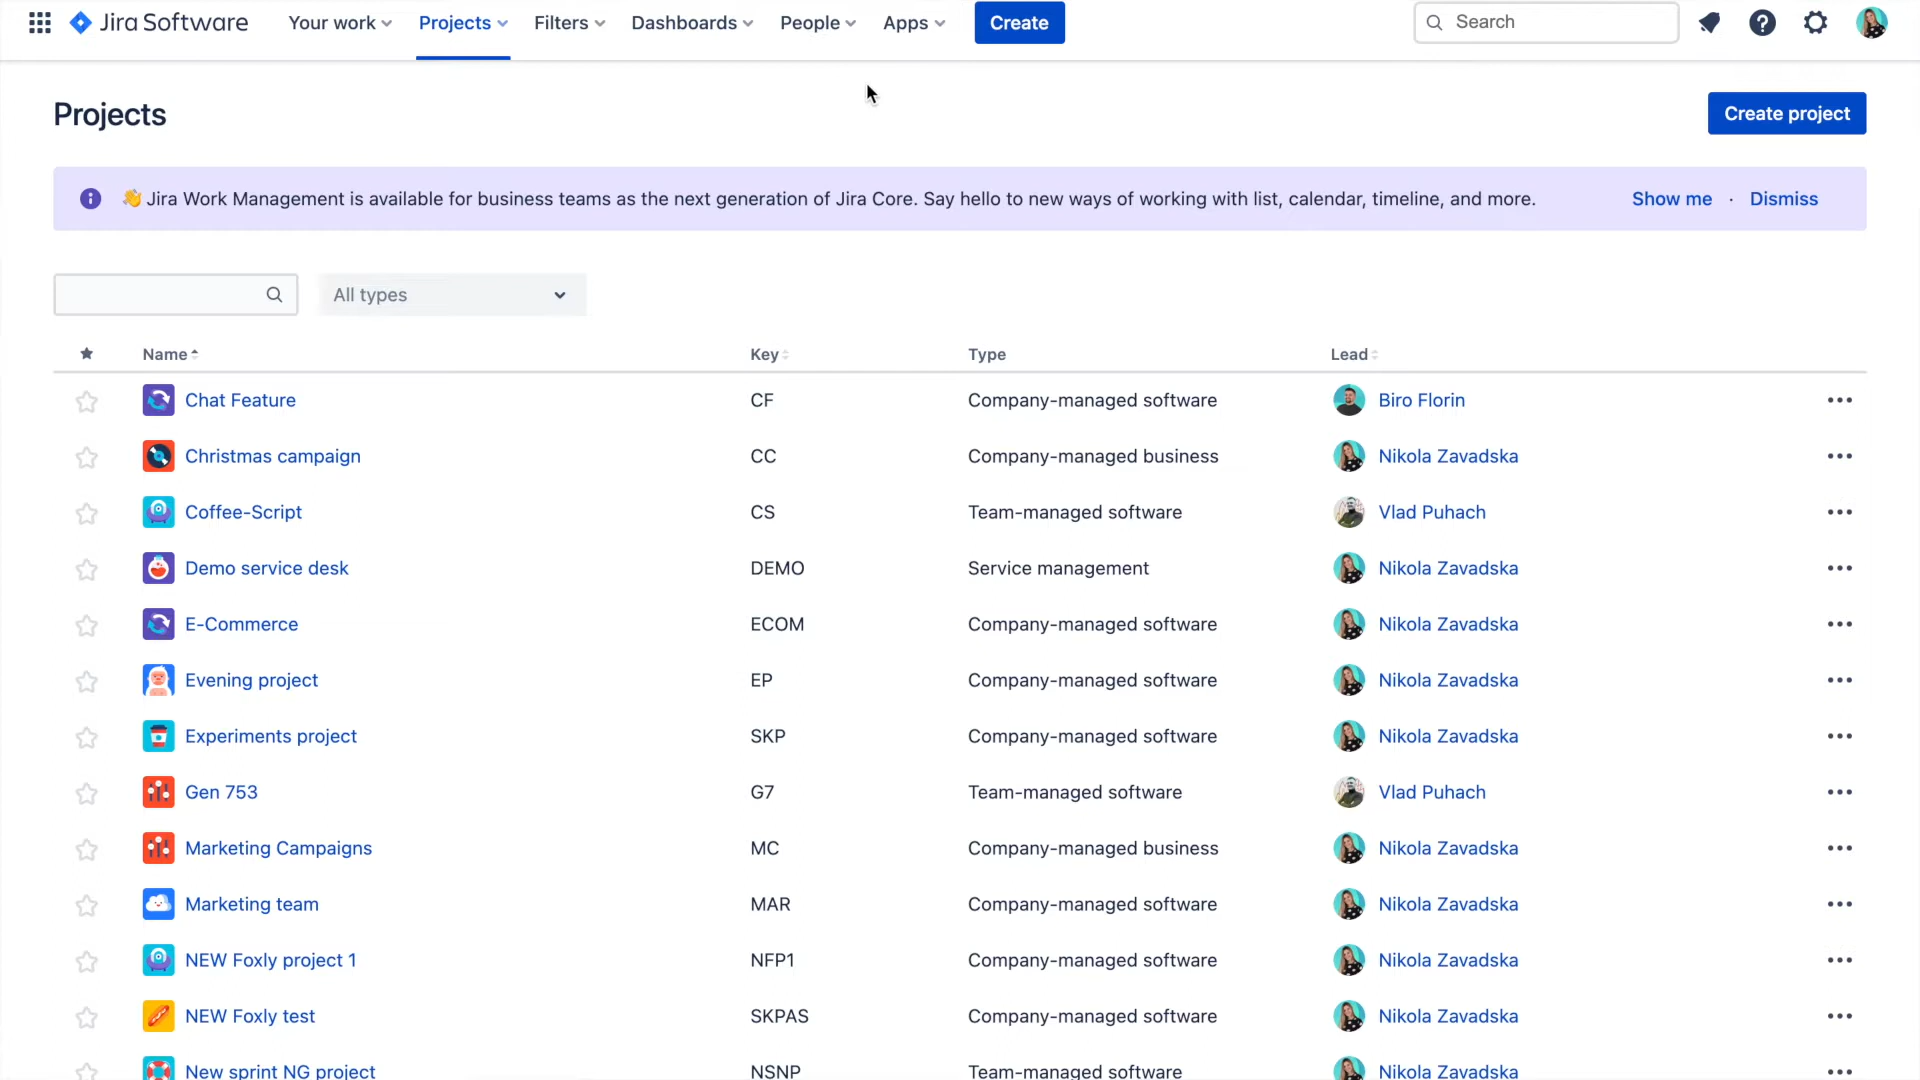 Jira Software Your work Projects Filters Dashboards People Apps Create Search
Projects
Create project
👋 Jira Work Management is available for business teams as the next generation of Jira Core. Say hello to new ways of working with list, calendar, timeline, and more. Show me · Dismiss
All types
Name Key Type Lead
Chat Feature CF Company-managed software Biro Florin
Christmas campaign CC Company-managed business Nikola Zavadska
Coffee-Script CS Team-managed software Vlad Puhach
Demo service desk DEMO Service management Nikola Zavadska
E-Commerce ECOM Company-managed software Nikola Zavadska
Evening project EP Company-managed software Nikola Zavadska
Experiments project SKP Company-managed software Nikola Zavadska
Gen 753 G7 Team-managed software Vlad Puhach
Marketing Campaigns MC Company-managed business Nikola Zavadska
Marketing team MAR Company-managed software Nikola Zavadska
NEW Foxly project 1 NFP1 Company-managed software Nikola Zavadska
NEW Foxly test SKPAS Company-managed software Nikola Zavadska
New sprint NG project NSNP Team-managed software Nikola Zavadska